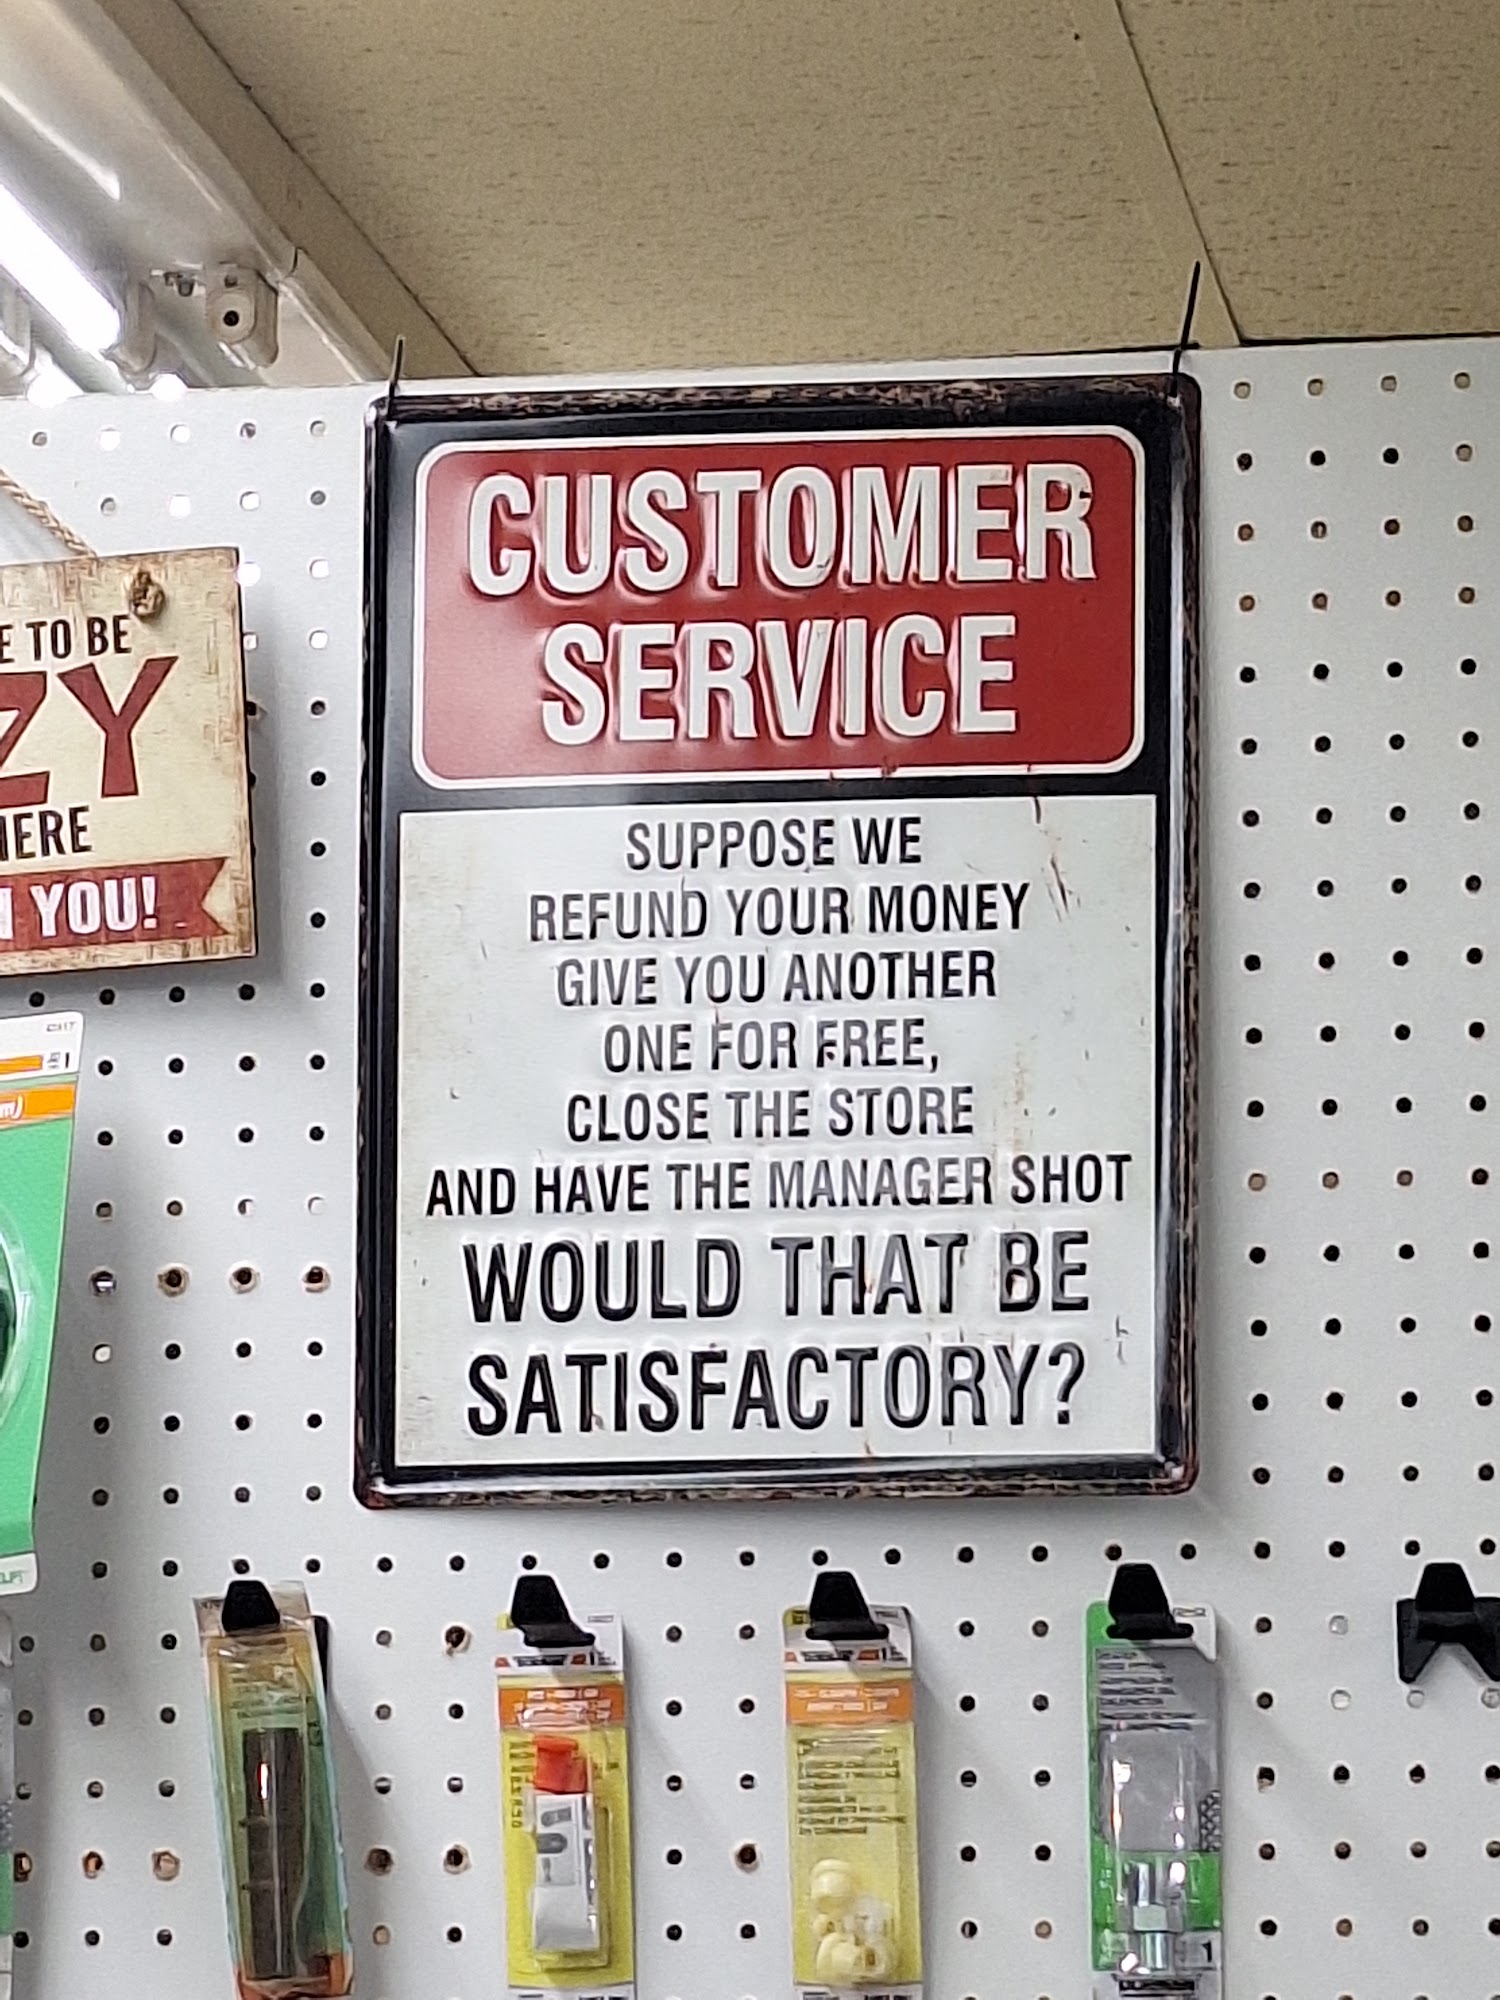 CUSTOMER
SERVICE
SUPPOSE WE
REFUND YOUR MONEY
GIVE YOU ANOTHER
ONE FOR FREE,
CLOSE THE STORE
AND HAVE THE MANAGER SHOT
WOULD THAT BE
SATISFACTORY?
E TO BE
ZY
HERE
YOU!